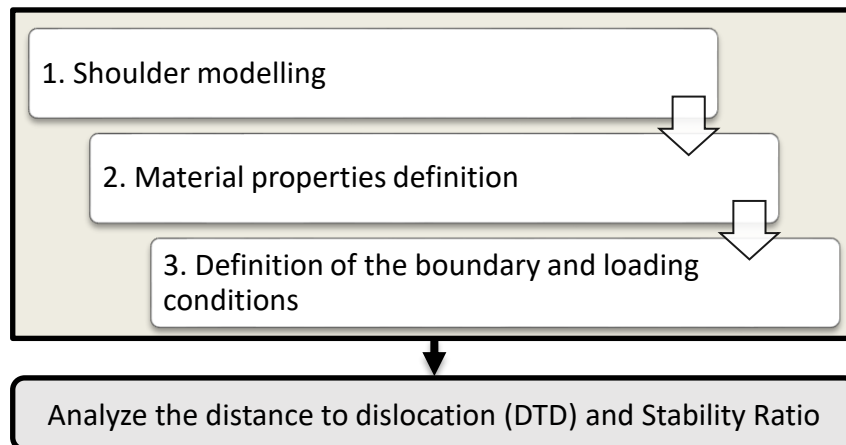 1. Shoulder modelling
2. Material properties definition
3. Definition of the boundary and loading
conditions
Analyze the distance to dislocation (DTD) and Stability Ratio